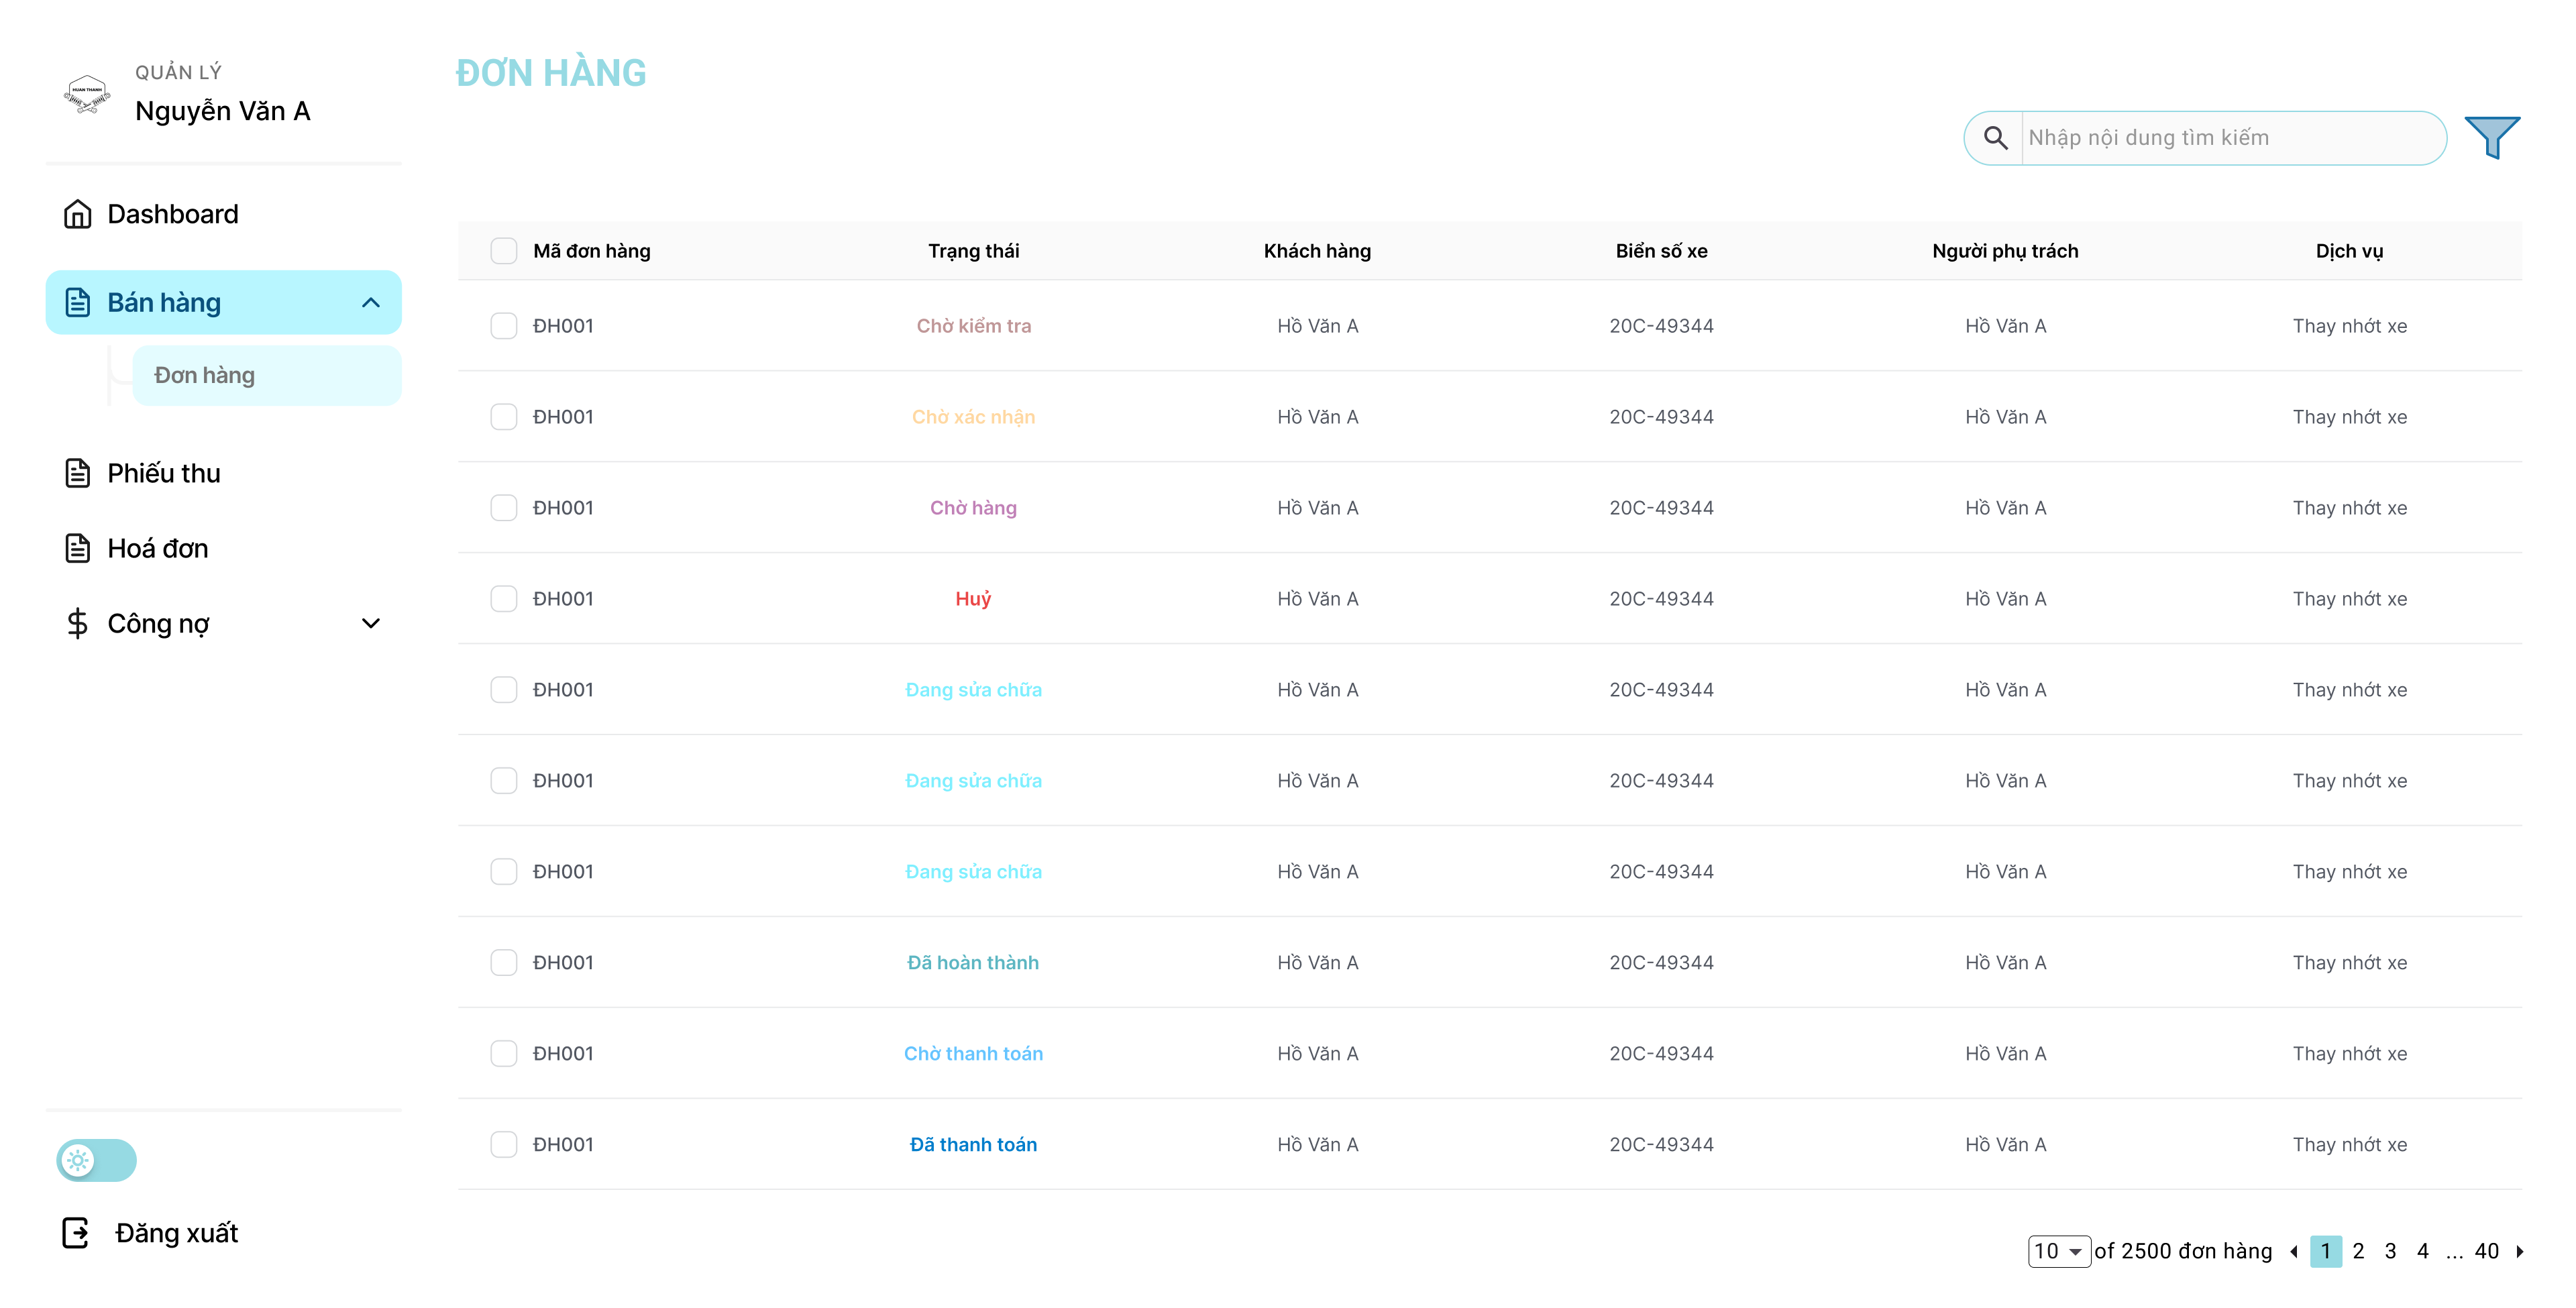 HUAN THANH
QUẢN LÝ
Nguyễn Văn A
Dashboard
Bán hàng
Đơn hàng
Phiếu thu
Hoá đơn
Công nợ
Đăng xuất
ĐƠN HÀNG
Nhập nội dung tìm kiếm
Mã đơn hàng Trạng thái Khách hàng Biển số xe Người phụ trách Dịch vụ
ĐH001 Chờ kiểm tra Hồ Văn A 20C-49344 Hồ Văn A Thay nhớt xe
ĐH001 Chờ xác nhận Hồ Văn A 20C-49344 Hồ Văn A Thay nhớt xe
ĐH001 Chờ hàng Hồ Văn A 20C-49344 Hồ Văn A Thay nhớt xe
ĐH001 Huỷ Hồ Văn A 20C-49344 Hồ Văn A Thay nhớt xe
ĐH001 Đang sửa chữa Hồ Văn A 20C-49344 Hồ Văn A Thay nhớt xe
ĐH001 Đang sửa chữa Hồ Văn A 20C-49344 Hồ Văn A Thay nhớt xe
ĐH001 Đang sửa chữa Hồ Văn A 20C-49344 Hồ Văn A Thay nhớt xe
ĐH001 Đã hoàn thành Hồ Văn A 20C-49344 Hồ Văn A Thay nhớt xe
ĐH001 Chờ thanh toán Hồ Văn A 20C-49344 Hồ Văn A Thay nhớt xe
ĐH001 Đã thanh toán Hồ Văn A 20C-49344 Hồ Văn A Thay nhớt xe
10 of 2500 đơn hàng 1 2 3 4 ... 40